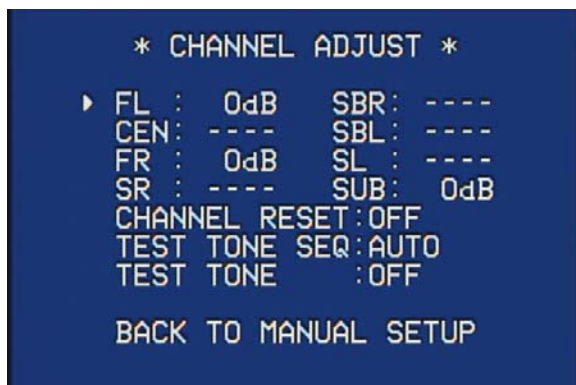 * CHANNEL ADJUST *
FL : 0dB SBR: ----
CEN: ---- SBL: ----
FR : 0dB SL : ----
SR : ---- SUB: 0dB
CHANNEL RESET:OFF
TEST TONE SEQ:AUTO
TEST TONE :OFF
BACK TO MANUAL SETUP